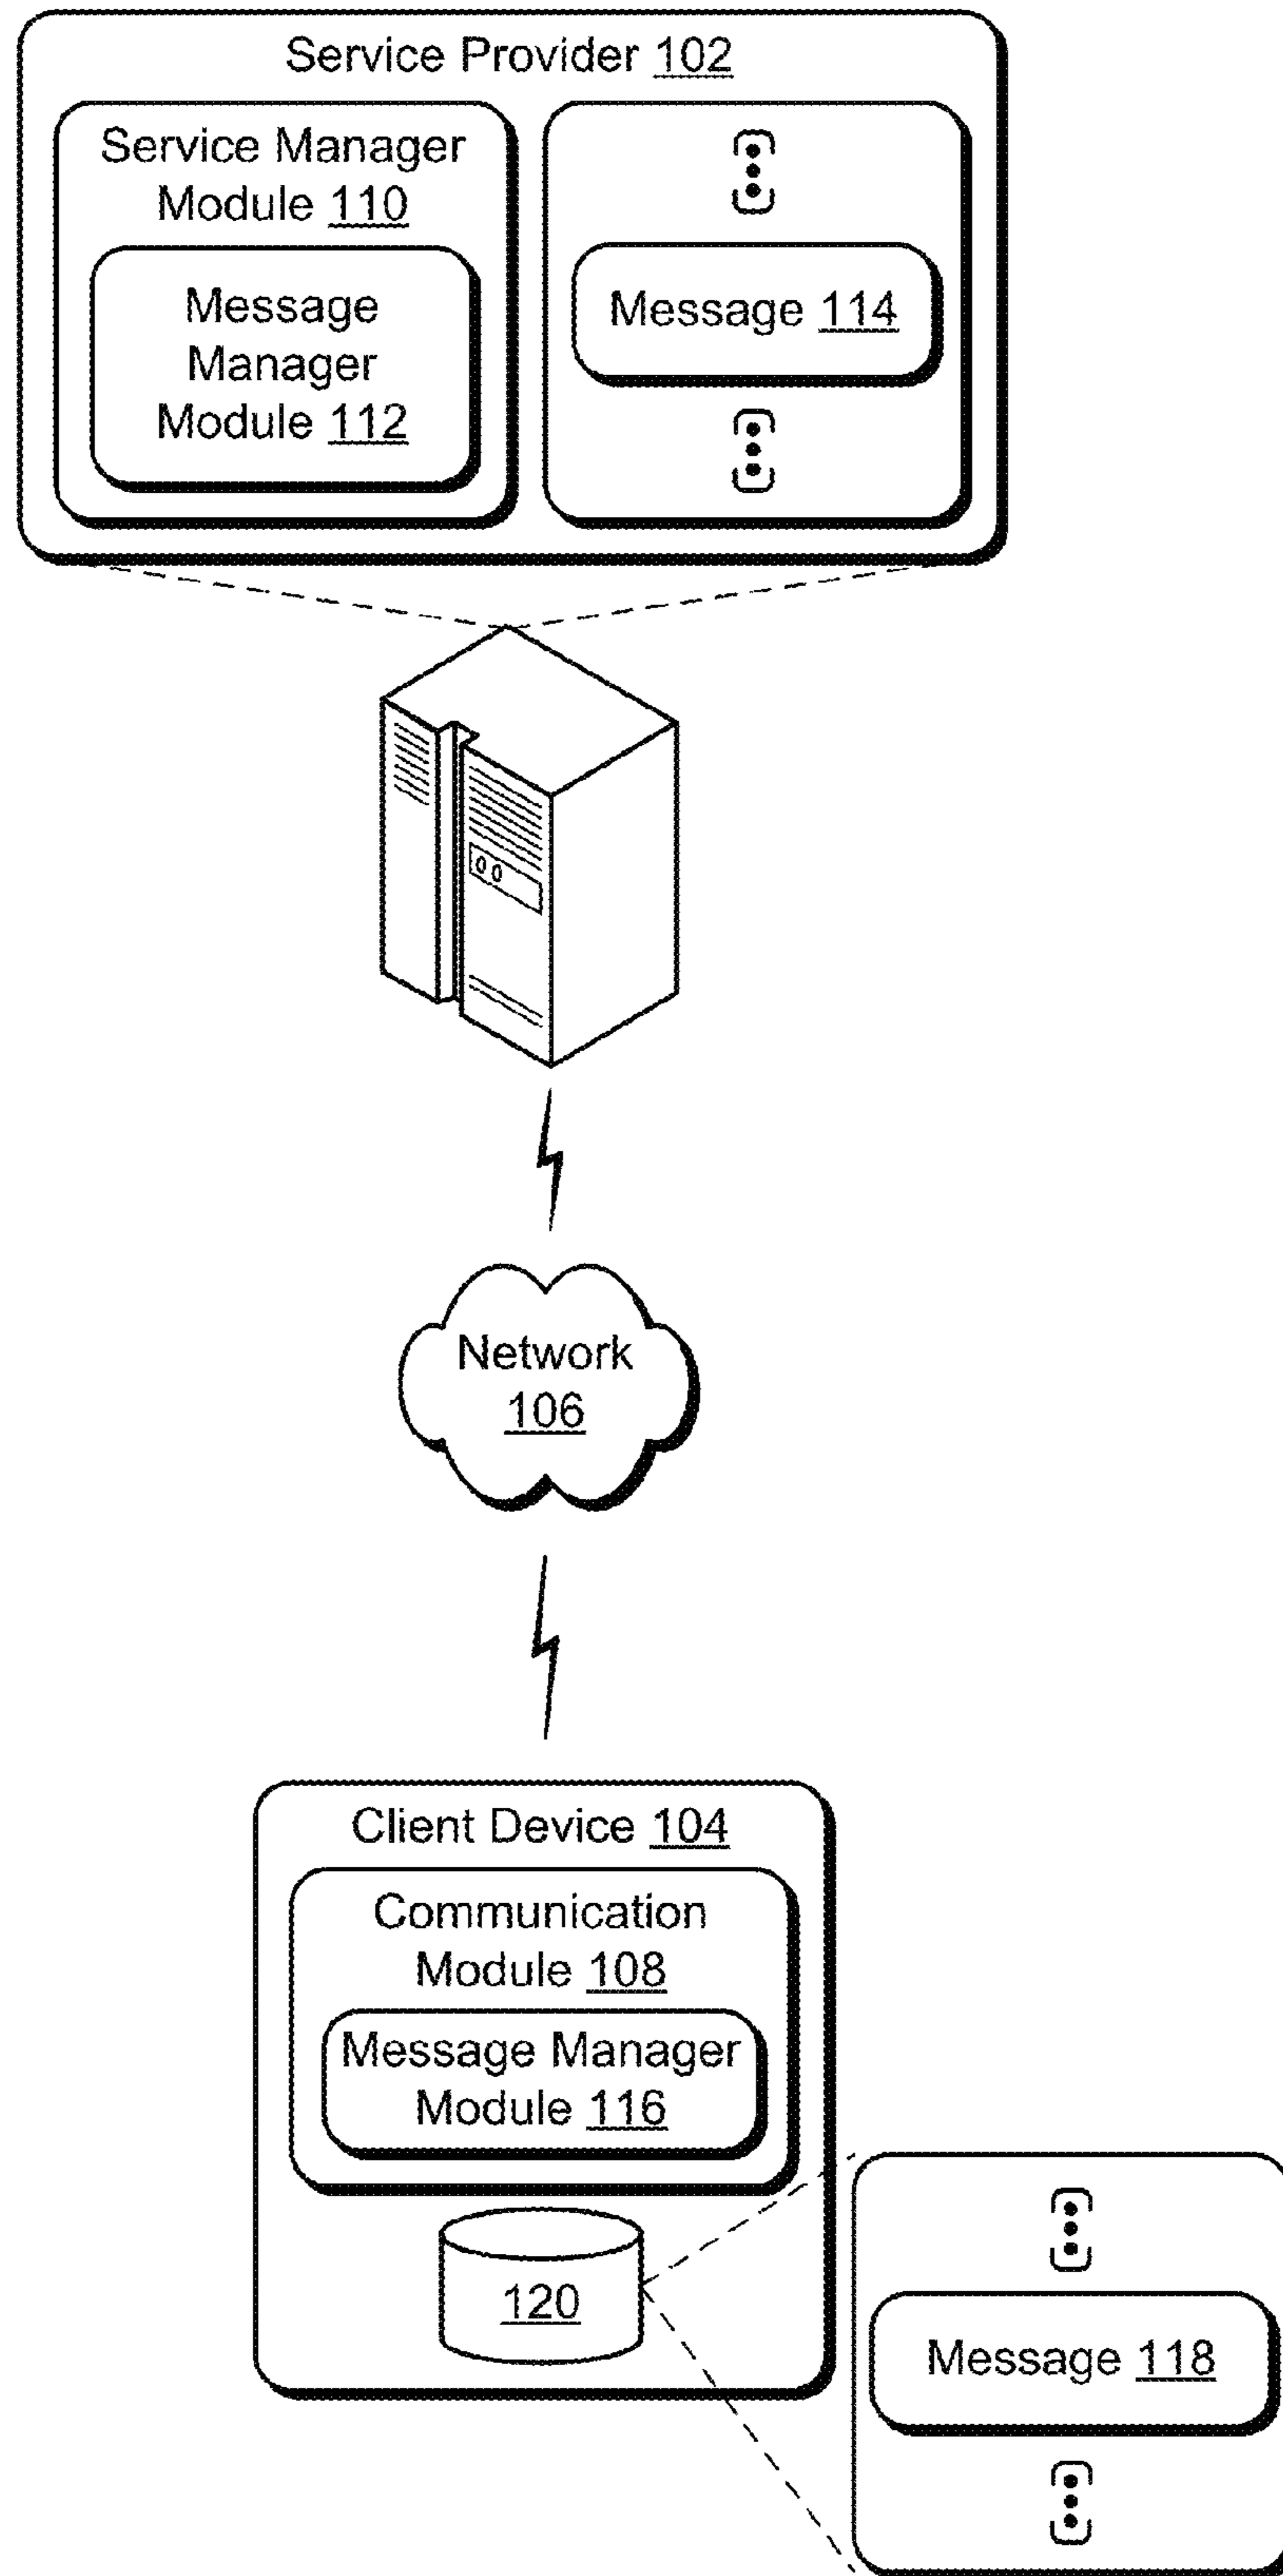 Service Provider 102
Service Manager
Module 110
Message
Manager
Module 112
Message 114
Network
106
Client Device 104
Communication
Module 108
Message Manager
Module 116
120
Message 118